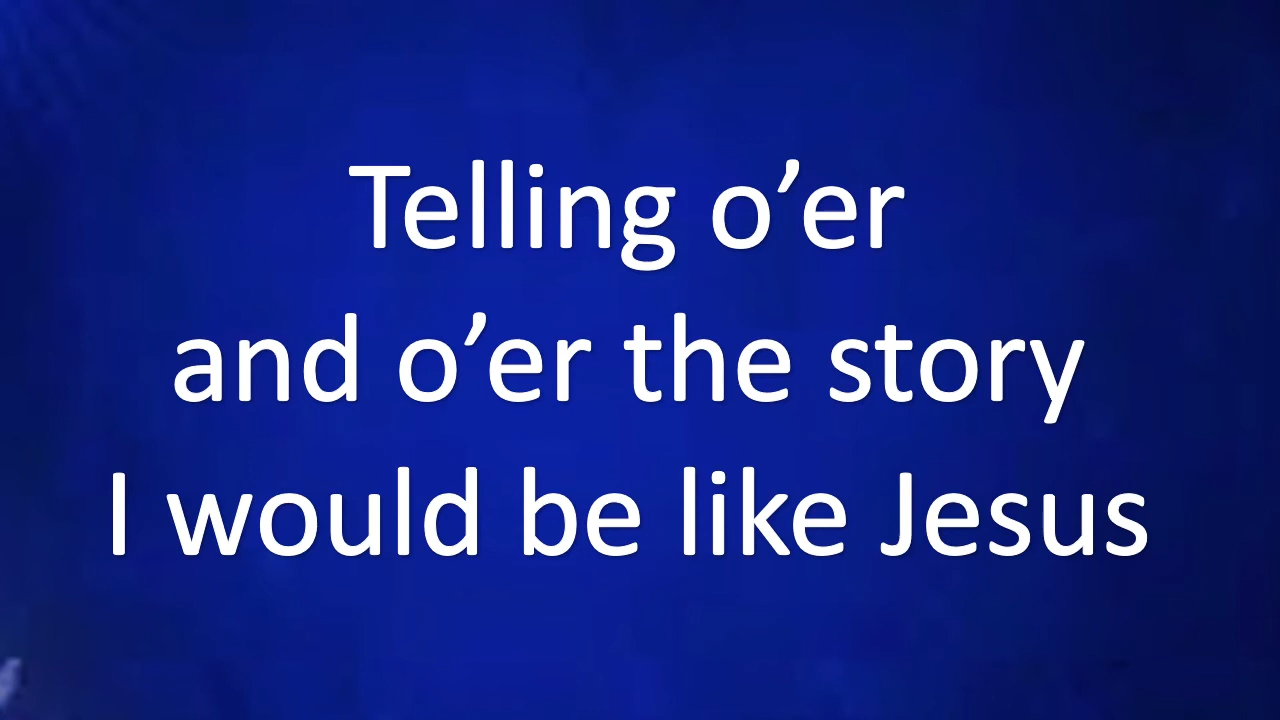 Telling o’er
and o’er the story
I would be like Jesus